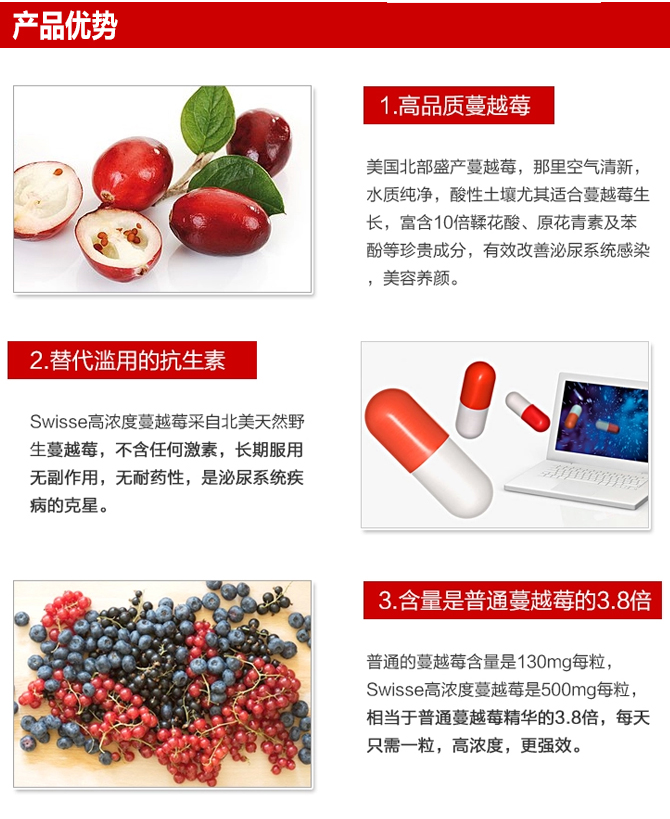 产品优势
1.高品质蔓越莓
美国北部盛产蔓越莓，那里空气清新，
水质纯净，酸性土壤尤其适合蔓越莓生
长，富含10倍鞣花酸、原花青素及苯
酚等珍贵成分，有效改善泌尿系统感染
，美容养颜。
2.替代滥用的抗生素
Swisse高浓度蔓越莓采自北美天然野
生蔓越莓，不含任何激素，长期服用
无副作用，无耐药性，是泌尿系统疾
病的克星。
3.含量是普通蔓越莓的3.8倍
普通的蔓越莓含量是130mg每粒，
Swisse高浓度蔓越莓是500mg每粒，
相当于普通蔓越莓精华的3.8倍，每天
只需一粒，高浓度，更强效。